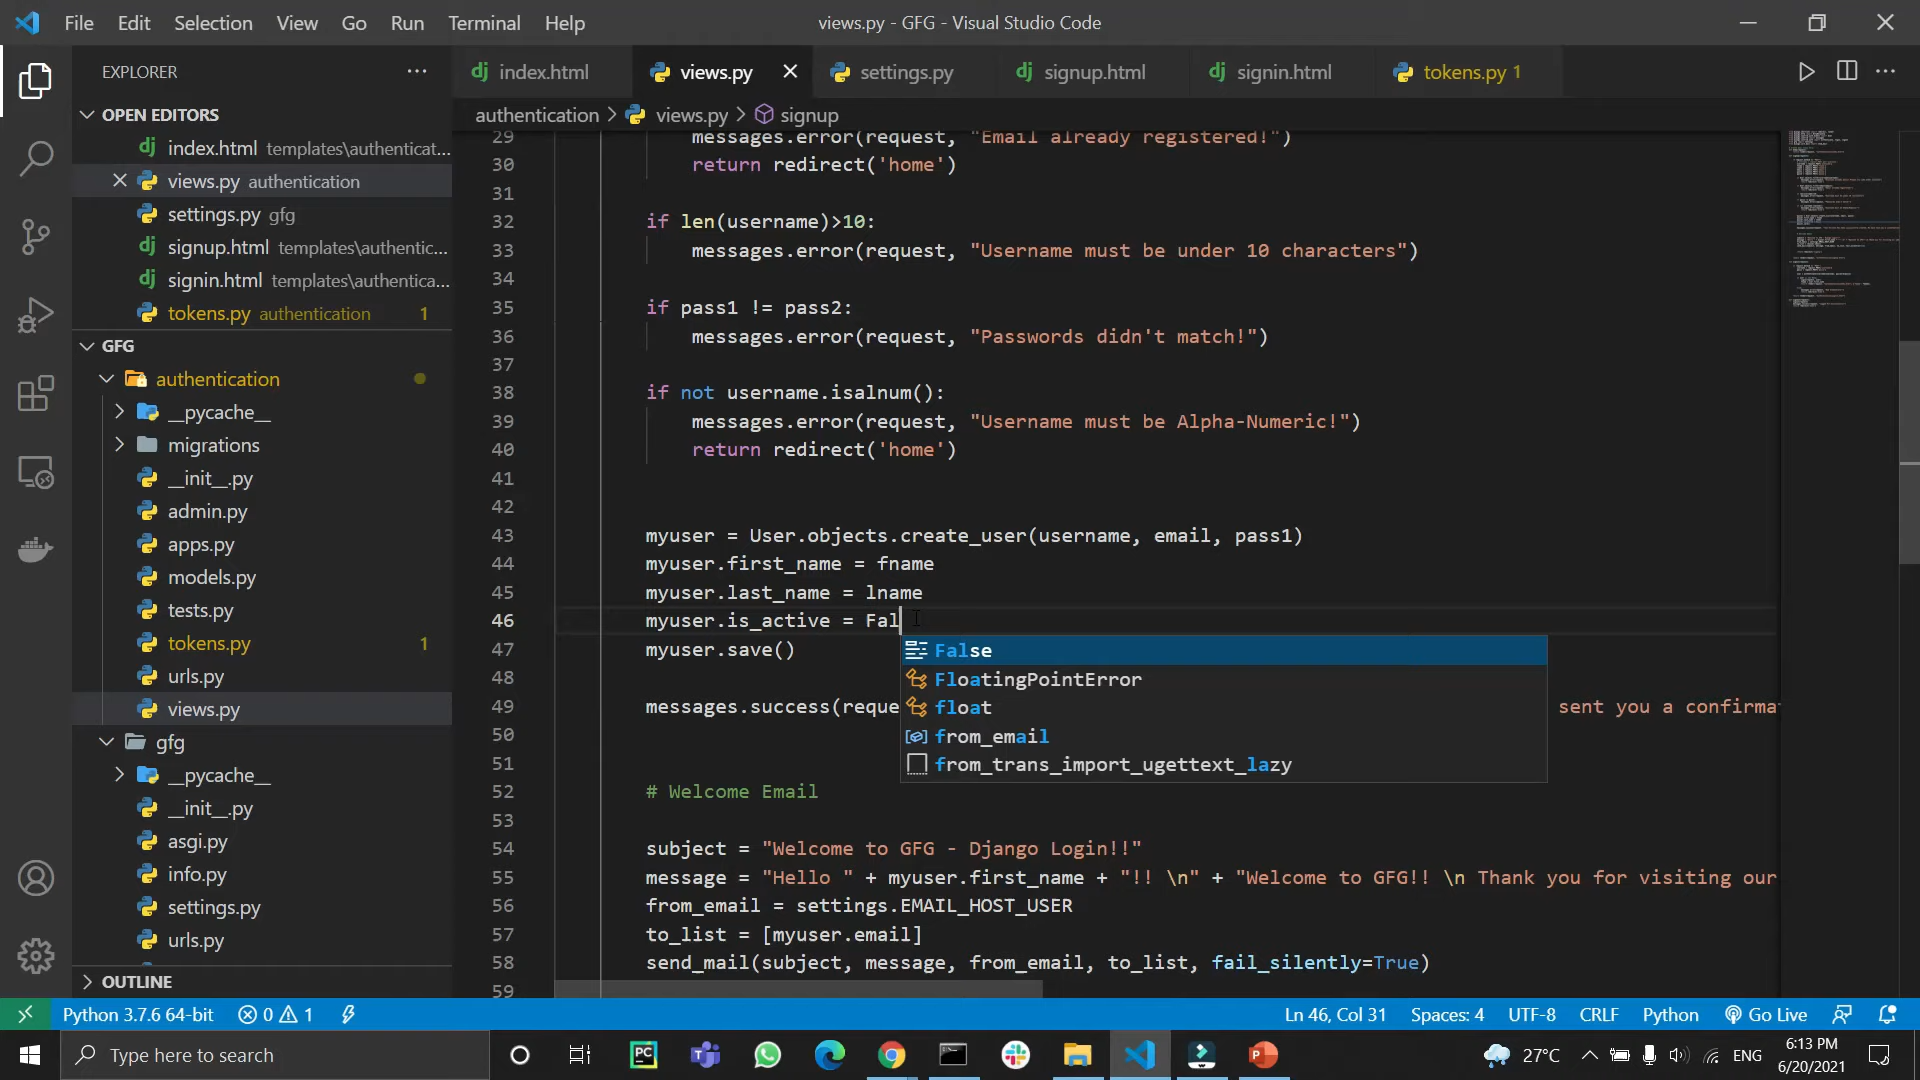 File Edit Selection View Go Run Terminal Help
views.py - GFG - Visual Studio Code
EXPLORER
OPEN EDITORS
index.html templates\authenticat...
views.py authentication
settings.py gfg
signup.html templates\authentic...
signin.html templates\authentica...
tokens.py authentication 1
GFG
authentication
__pycache__
migrations
__init__.py
admin.py
apps.py
models.py
tests.py
tokens.py 1
urls.py
views.py
gfg
__pycache__
__init__.py
asgi.py
info.py
settings.py
urls.py
OUTLINE
index.html views.py settings.py signup.html signin.html tokens.py 1
authentication > views.py > signup
29 messages.error(request, "Email already registered!")
30 return redirect('home')
31
32 if len(username)>10:
33 messages.error(request, "Username must be under 10 characters")
34
35 if pass1 != pass2:
36 messages.error(request, "Passwords didn't match!")
37
38 if not username.isalnum():
39 messages.error(request, "Username must be Alpha-Numeric!")
40 return redirect('home')
41
42
43 myuser = User.objects.create_user(username, email, pass1)
44 myuser.first_name = fname
45 myuser.last_name = lname
46 myuser.is_active = Fal
47 myuser.save()
48
49 messages.success(reque sent you a confirma
50
51
52 # Welcome Email
53
54 subject = "Welcome to GFG - Django Login!!"
55 message = "Hello " + myuser.first_name + "!! \n" + "Welcome to GFG!! \n Thank you for visiting our
56 from_email = settings.EMAIL_HOST_USER
57 to_list = [myuser.email]
58 send_mail(subject, message, from_email, to_list, fail_silently=True)
59
False
FloatingPointError
float
from_email
from_trans_import_ugettext_lazy
Python 3.7.6 64-bit 0 1 Ln 46, Col 31 Spaces: 4 UTF-8 CRLF Python Go Live
Type here to search
27°C ENG 6:13 PM
6/20/2021